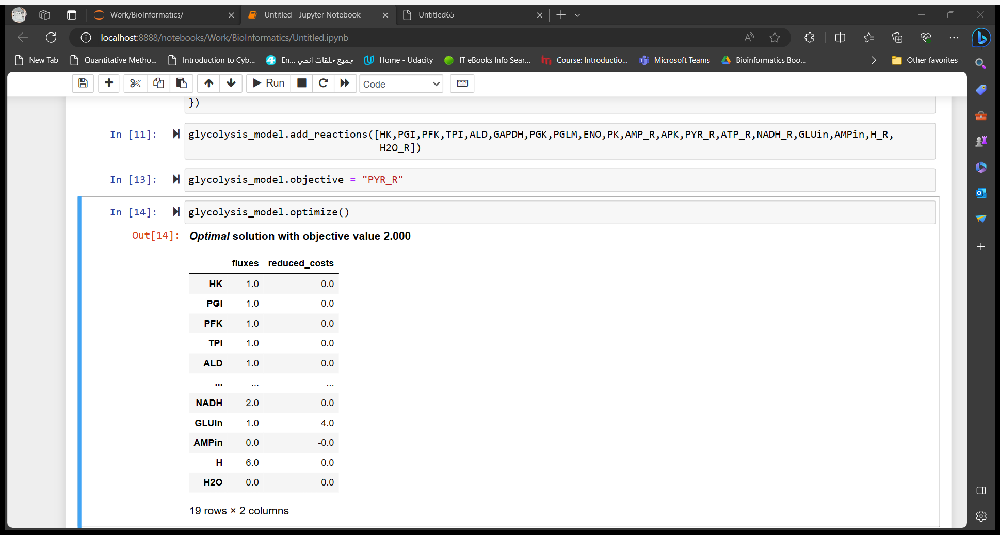 Work/BioInformatics/
Untitled - Jupyter Notebook
Untitled65
localhost:8888/notebooks/Work/BioInformatics/Untitled.ipynb
New Tab
Quantitative Metho...
Introduction to Cyb...
En... جميع حلقات انمي
Home - Udacity
IT eBooks Info Sear...
Course: Introductio...
Microsoft Teams
Bioinformatics Boo...
Other favorites
Run
Code
})
In [11]:
glycolysis_model.add_reactions([HK,PGI,PFK,TPI,ALD,GAPDH,PGK,PGLM,ENO,PK,AMP_R,APK,PYR_R,ATP_R,NADH_R,GLUin,AMPin,H_R,
H2O_R])
In [13]:
glycolysis_model.objective = "PYR_R"
In [14]:
glycolysis_model.optimize()
Out[14]:
Optimal solution with objective value 2.000
fluxes reduced_costs
HK 1.0 0.0
PGI 1.0 0.0
PFK 1.0 0.0
TPI 1.0 0.0
ALD 1.0 0.0
... ... ...
NADH 2.0 0.0
GLUin 1.0 4.0
AMPin 0.0 -0.0
H 6.0 0.0
H2O 0.0 0.0
19 rows × 2 columns